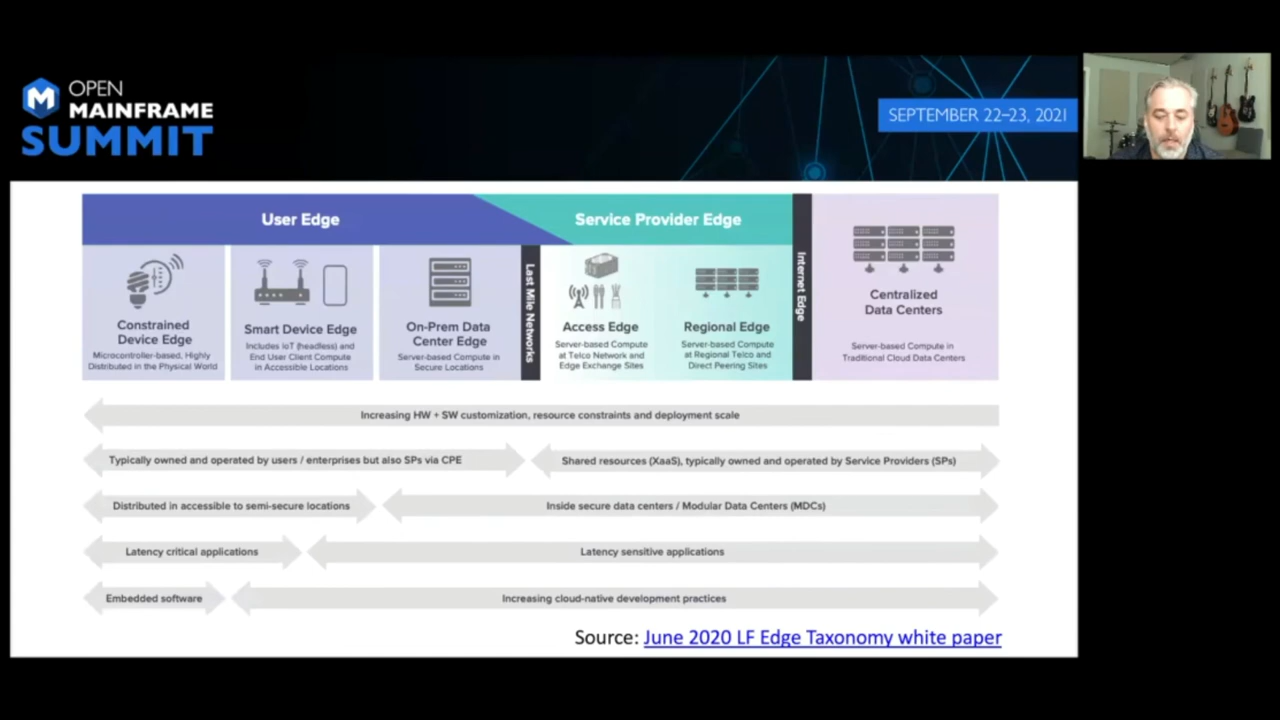 OPEN
MAINFRAME
SUMMIT
SEPTEMBER 22–23, 2021
User Edge
Service Provider Edge
Constrained
Device Edge
Microcontroller-based, Highly
Distributed in the Physical World
Smart Device Edge
Includes IoT (headless) and
End User Client Compute
in Accessible Locations
On-Prem Data
Center Edge
Server-based Compute in
Secure Locations
Last Mile Networks
Access Edge
Server-based Compute
at Telco Network and
Edge Exchange Sites
Regional Edge
Server-based Compute
at Regional Telco and
Direct Peering Sites
Internet Edge
Centralized
Data Centers
Server-based Compute in
Traditional Cloud Data Centers
Increasing HW + SW customization, resource constraints and deployment scale
Typically owned and operated by users / enterprises but also SPs via CPE
Shared resources (XaaS), typically owned and operated by Service Providers (SPs)
Distributed in accessible to semi-secure locations
Inside secure data centers / Modular Data Centers (MDCs)
Latency critical applications
Latency sensitive applications
Embedded software
Increasing cloud-native development practices
Source: June 2020 LF Edge Taxonomy white paper